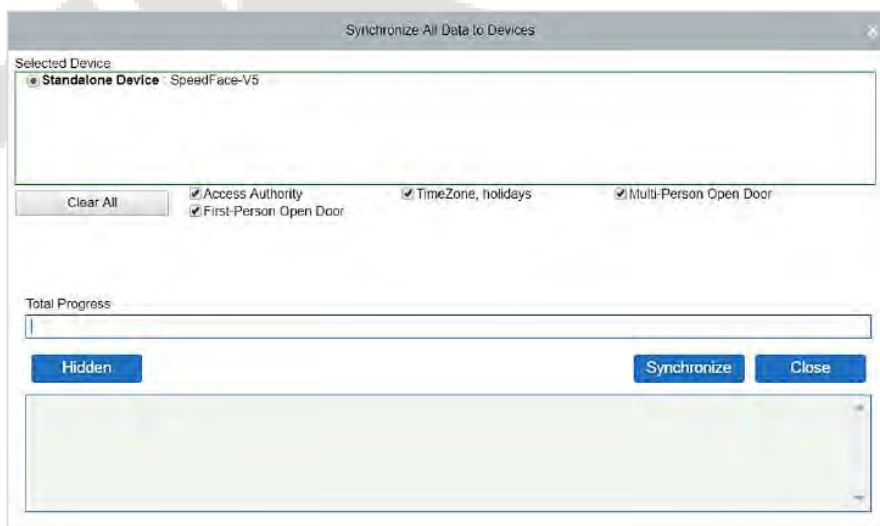 Synchronize All Data to Devices
Selected Device
Standalone Device : SpeedFace-V5
Clear All
Access Authority
TimeZone, holidays
Multi-Person Open Door
First-Person Open Door
Total Progress
Hidden
Synchronize
Close